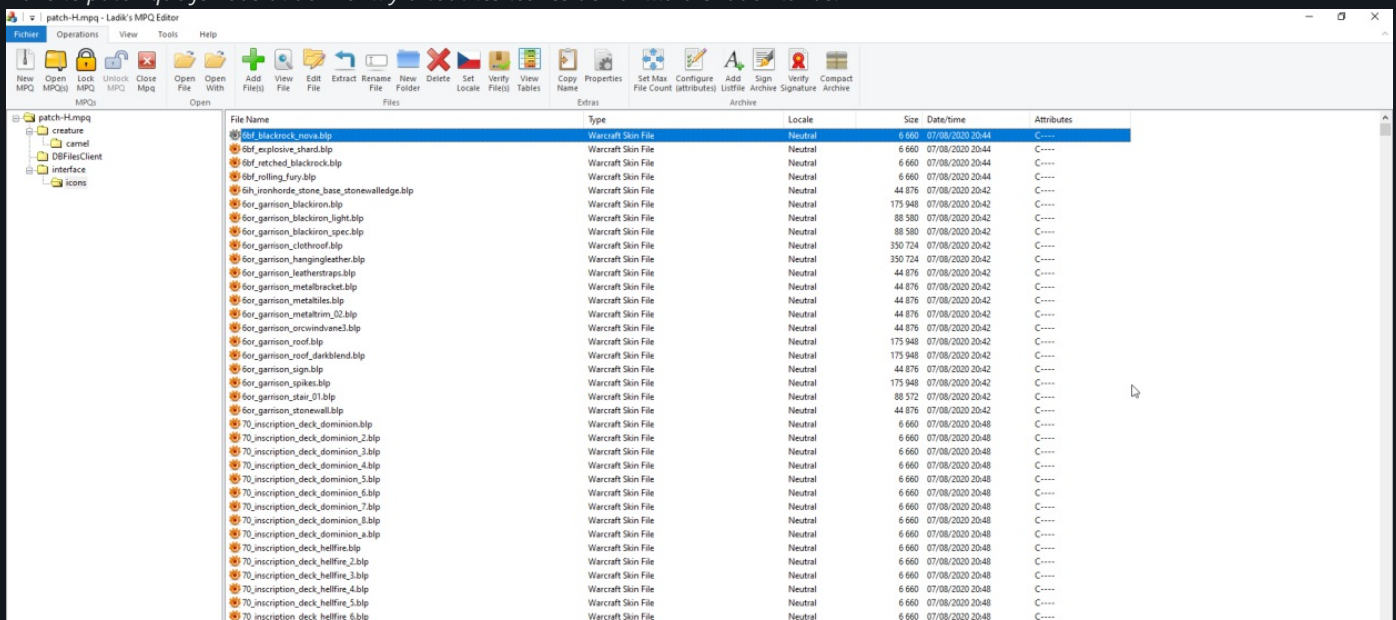 patch-H.mpq - Ladik's MPQ Editor
Fichier Operations View Tools Help
New MPQ Open MPQ(s) Lock MPQ Unlock MPQ Close Mpq Open File Open With Add File(s) View File Edit File Extract Rename File New Folder Delete Set Locale Verify File(s) View Tables Copy Name Properties Set Max File Count Configure (attributes) Add Listfile Sign Archive Verify Signature Compact Archive
MPQs Open Files Extras Archive
patch-H.mpq
creature
camel
DBFilesClient
interface
icons
File Name Type Locale Size Date/time Attributes
6bf_blackrock_nova.blp Warcraft Skin File Neutral 6 660 07/08/2020 20:44 C----
6bf_explosive_shard.blp Warcraft Skin File Neutral 6 660 07/08/2020 20:44 C----
6bf_retched_blackrock.blp Warcraft Skin File Neutral 6 660 07/08/2020 20:44 C----
6bf_rolling_fury.blp Warcraft Skin File Neutral 6 660 07/08/2020 20:44 C----
6ih_ironhorde_stone_base_stonewalledge.blp Warcraft Skin File Neutral 44 876 07/08/2020 20:42 C----
6or_garrison_blackiron.blp Warcraft Skin File Neutral 175 948 07/08/2020 20:42 C----
6or_garrison_blackiron_light.blp Warcraft Skin File Neutral 88 580 07/08/2020 20:42 C----
6or_garrison_blackiron_spec.blp Warcraft Skin File Neutral 88 580 07/08/2020 20:42 C----
6or_garrison_clothroof.blp Warcraft Skin File Neutral 350 724 07/08/2020 20:42 C----
6or_garrison_hangingleather.blp Warcraft Skin File Neutral 350 724 07/08/2020 20:42 C----
6or_garrison_leatherstraps.blp Warcraft Skin File Neutral 44 876 07/08/2020 20:42 C----
6or_garrison_metalbracket.blp Warcraft Skin File Neutral 44 876 07/08/2020 20:42 C----
6or_garrison_metaltiles.blp Warcraft Skin File Neutral 44 876 07/08/2020 20:42 C----
6or_garrison_metaltrim_02.blp Warcraft Skin File Neutral 44 876 07/08/2020 20:42 C----
6or_garrison_orcwindvane3.blp Warcraft Skin File Neutral 44 876 07/08/2020 20:42 C----
6or_garrison_roof.blp Warcraft Skin File Neutral 175 948 07/08/2020 20:42 C----
6or_garrison_roof_darkblend.blp Warcraft Skin File Neutral 175 948 07/08/2020 20:42 C----
6or_garrison_sign.blp Warcraft Skin File Neutral 44 876 07/08/2020 20:42 C----
6or_garrison_spikes.blp Warcraft Skin File Neutral 175 948 07/08/2020 20:42 C----
6or_garrison_stair_01.blp Warcraft Skin File Neutral 88 572 07/08/2020 20:42 C----
6or_garrison_stonewall.blp Warcraft Skin File Neutral 44 876 07/08/2020 20:42 C----
70_inscription_deck_dominion.blp Warcraft Skin File Neutral 6 660 07/08/2020 20:48 C----
70_inscription_deck_dominion_2.blp Warcraft Skin File Neutral 6 660 07/08/2020 20:48 C----
70_inscription_deck_dominion_3.blp Warcraft Skin File Neutral 6 660 07/08/2020 20:48 C----
70_inscription_deck_dominion_4.blp Warcraft Skin File Neutral 6 660 07/08/2020 20:48 C----
70_inscription_deck_dominion_5.blp Warcraft Skin File Neutral 6 660 07/08/2020 20:48 C----
70_inscription_deck_dominion_6.blp Warcraft Skin File Neutral 6 660 07/08/2020 20:48 C----
70_inscription_deck_dominion_7.blp Warcraft Skin File Neutral 6 660 07/08/2020 20:48 C----
70_inscription_deck_dominion_8.blp Warcraft Skin File Neutral 6 660 07/08/2020 20:48 C----
70_inscription_deck_dominion_a.blp Warcraft Skin File Neutral 6 660 07/08/2020 20:48 C----
70_inscription_deck_hellfire.blp Warcraft Skin File Neutral 6 660 07/08/2020 20:48 C----
70_inscription_deck_hellfire_2.blp Warcraft Skin File Neutral 6 660 07/08/2020 20:48 C----
70_inscription_deck_hellfire_3.blp Warcraft Skin File Neutral 6 660 07/08/2020 20:48 C----
70_inscription_deck_hellfire_4.blp Warcraft Skin File Neutral 6 660 07/08/2020 20:48 C----
70_inscription_deck_hellfire_5.blp Warcraft Skin File Neutral 6 660 07/08/2020 20:48 C----
70_inscription_deck_hellfire_6.blp Warcraft Skin File Neutral 6 660 07/08/2020 20:48 C----